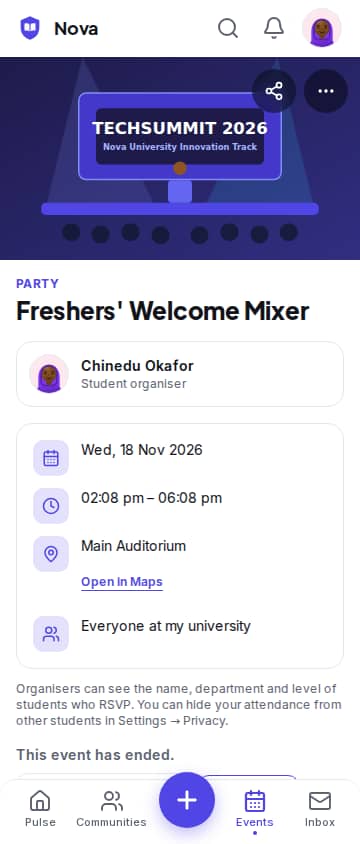 Nova
TECHSUMMIT 2026
Nova University Innovation Track
PARTY
Freshers' Welcome Mixer
Chinedu Okafor
Student organiser
Wed, 18 Nov 2026
02:08 pm – 06:08 pm
Main Auditorium
Open in Maps
Everyone at my university
Organisers can see the name, department and level of
students who RSVP. You can hide your attendance from
other students in Settings → Privacy.
This event has ended.
Pulse
Communities
Events
Inbox